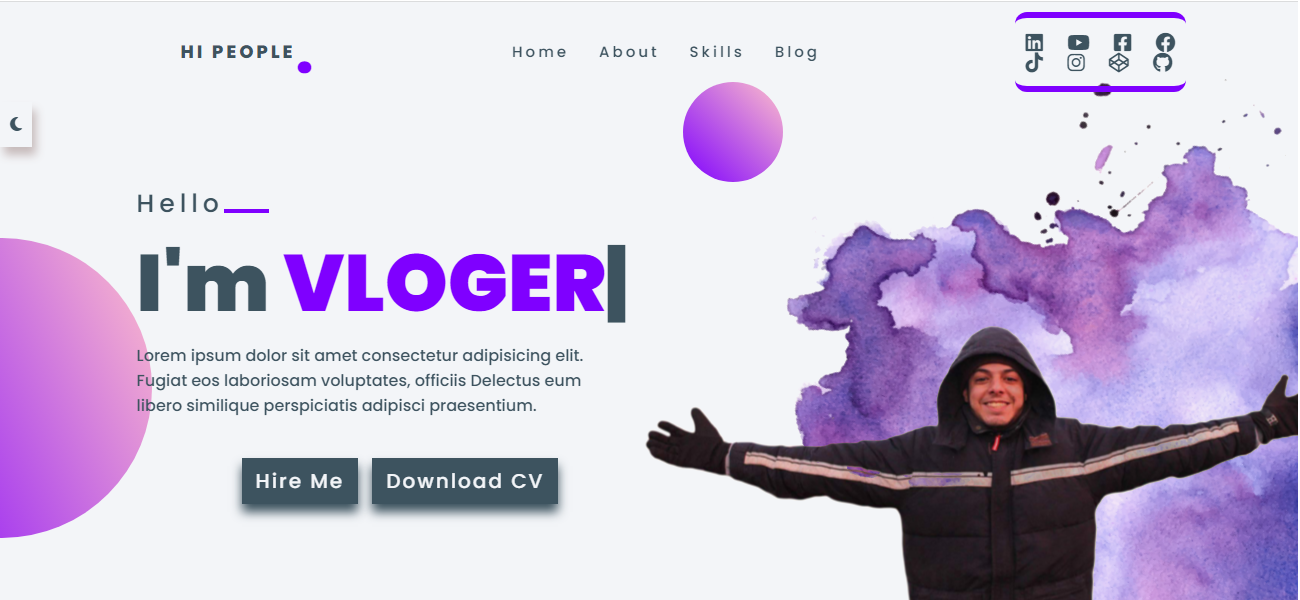 HI PEOPLE
Home About Skills Blog
Hello
I'm VLOGER
Lorem ipsum dolor sit amet consectetur adipisicing elit.
Fugiat eos laboriosam voluptates, officiis Delectus eum
libero similique perspiciatis adipisci praesentium.
Hire Me Download CV